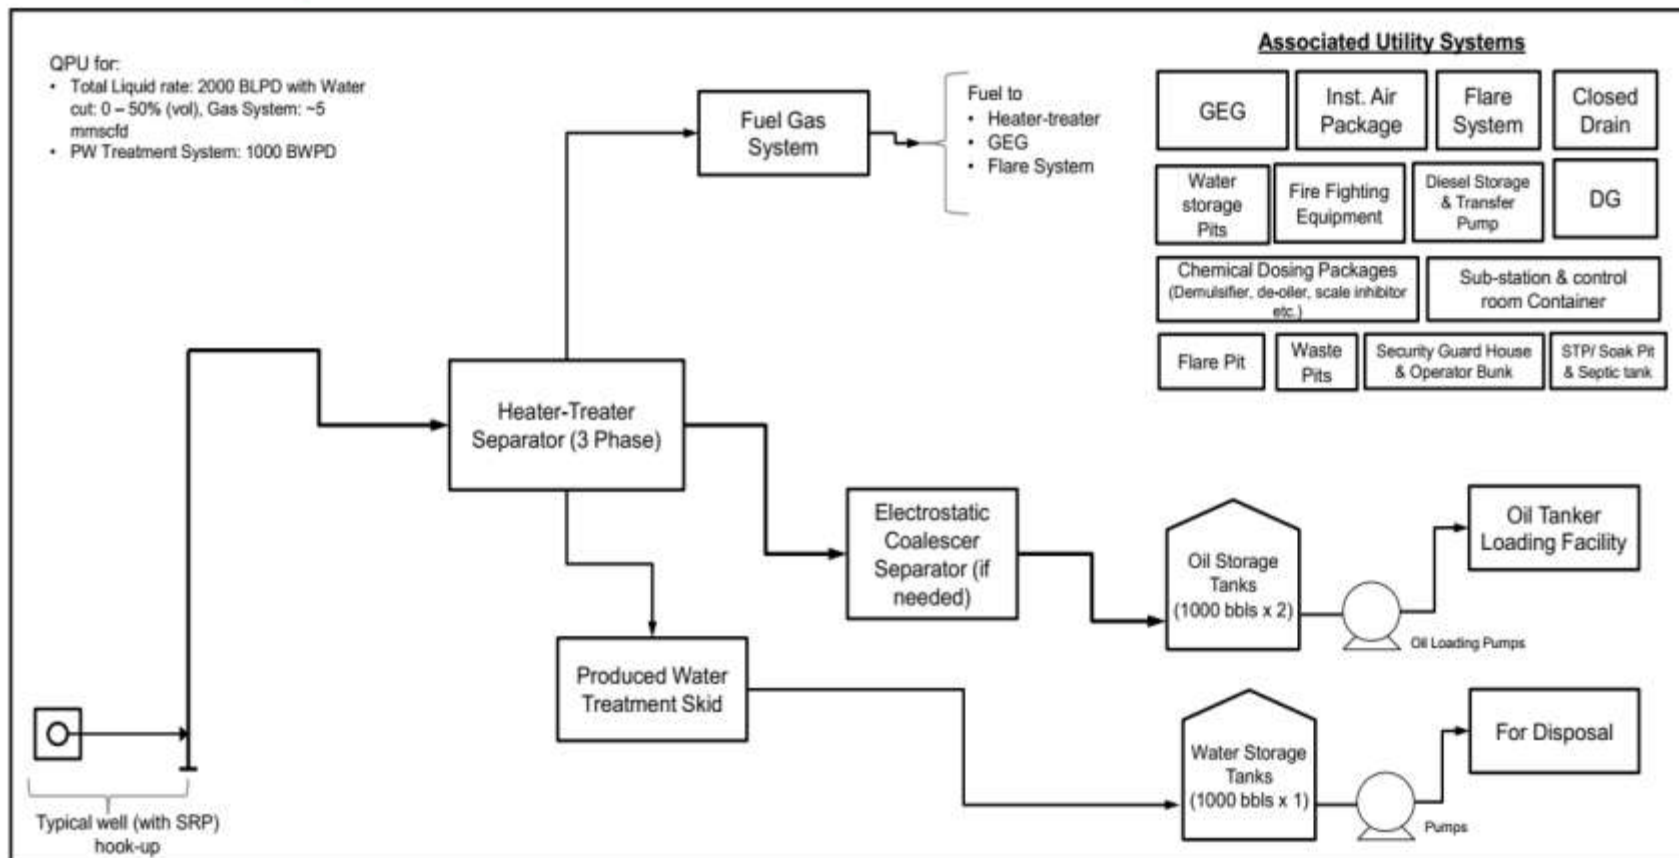 QPU for:
• Total Liquid rate: 2000 BLPD with Water
cut: 0 – 50% (vol), Gas System: ~5
mmscfd
• PW Treatment System: 1000 BWPD
Fuel Gas
System
Fuel to
• Heater-treater
• GEG
• Flare System
Associated Utility Systems
GEG
Inst. Air
Package
Flare
System
Closed
Drain
Water
storage
Pits
Fire Fighting
Equipment
Diesel Storage
& Transfer
Pump
DG
Chemical Dosing Packages
(Demulsifier, de-oiler, scale inhibitor
etc.)
Sub-station & control
room Container
Flare Pit
Waste
Pits
Security Guard House
& Operator Bunk
STP/ Soak Pit
& Septic tank
Heater-Treater
Separator (3 Phase)
Electrostatic
Coalescer
Separator (if
needed)
Oil Storage
Tanks
(1000 bbls x 2)
Oil Loading Pumps
Oil Tanker
Loading Facility
Produced Water
Treatment Skid
Water Storage
Tanks
(1000 bbls x 1)
Pumps
For Disposal
Typical well (with SRP)
hook-up